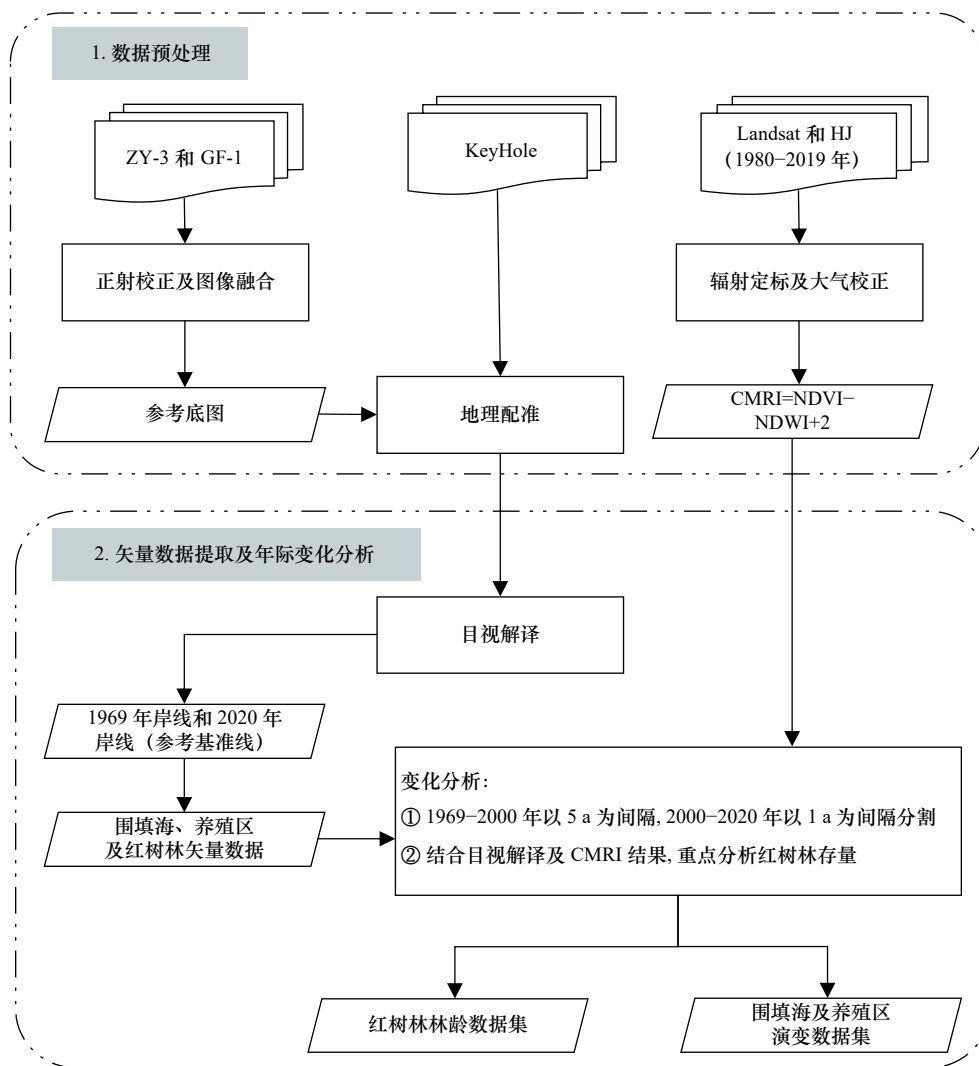 1. 数据预处理
ZY-3 和 GF-1
KeyHole
Landsat 和 HJ
(1980−2019 年)
正射校正及图像融合
辐射定标及大气校正
参考底图
地理配准
CMRI=NDVI−
NDWI+2
2. 矢量数据提取及年际变化分析
目视解译
1969 年岸线和 2020 年
岸线（参考基准线）
围填海、养殖区
及红树林矢量数据
变化分析:
① 1969−2000 年以 5 a 为间隔, 2000−2020 年以 1 a 为间隔分割
② 结合目视解译及 CMRI 结果, 重点分析红树林存量
红树林林龄数据集
围填海及养殖区
演变数据集